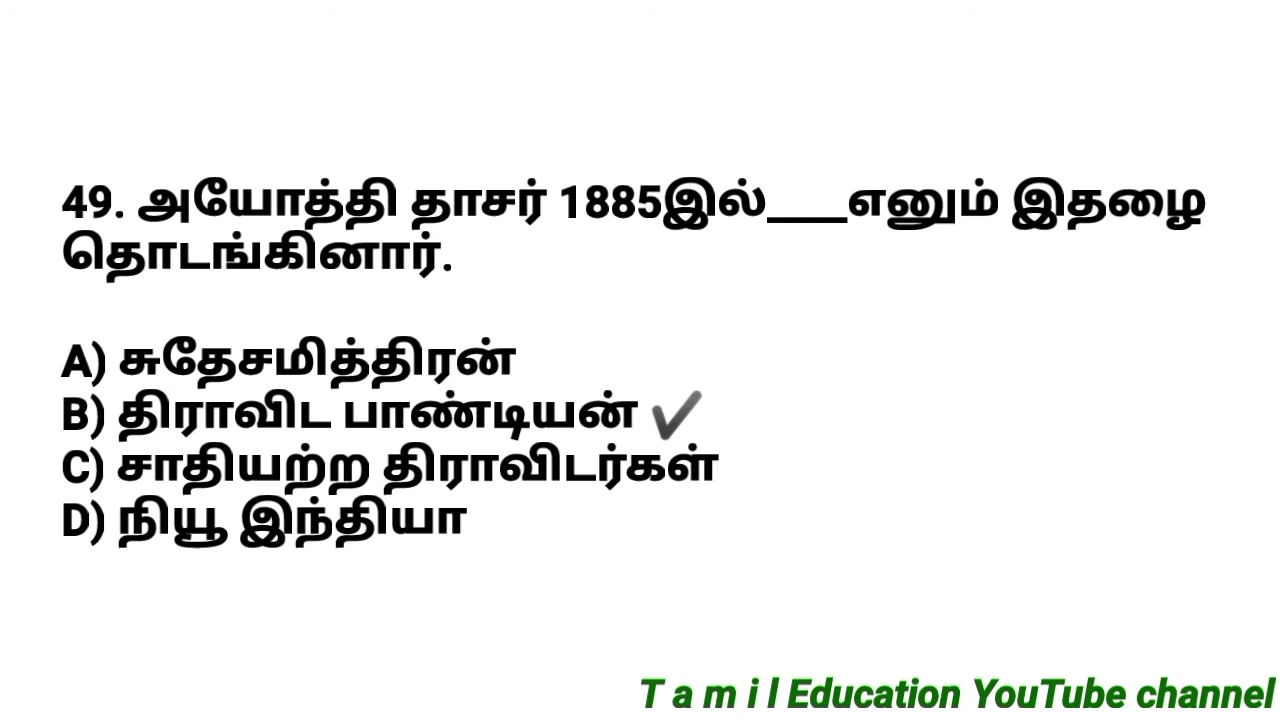 49. அயோத்தி தாசர் 1885இல்____எனும் இதழை
தொடங்கினார்.
A) சுதேசமித்திரன்
B) திராவிட பாண்டியன் ✔
C) சாதியற்ற திராவிடர்கள்
D) நியூ இந்தியா
T a m i l Education YouTube channel